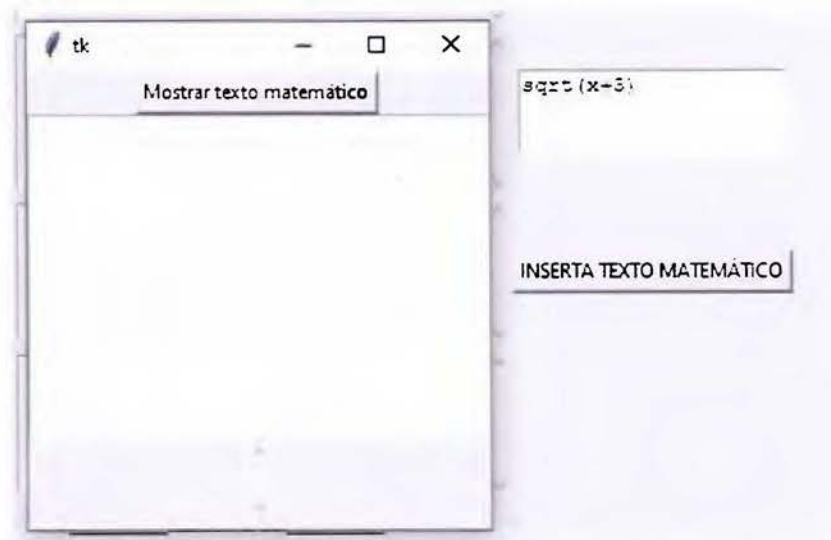 tk
Mostrar texto matemático
sqrt(x+3)
INSERTA TEXTO MATEMÁTICO